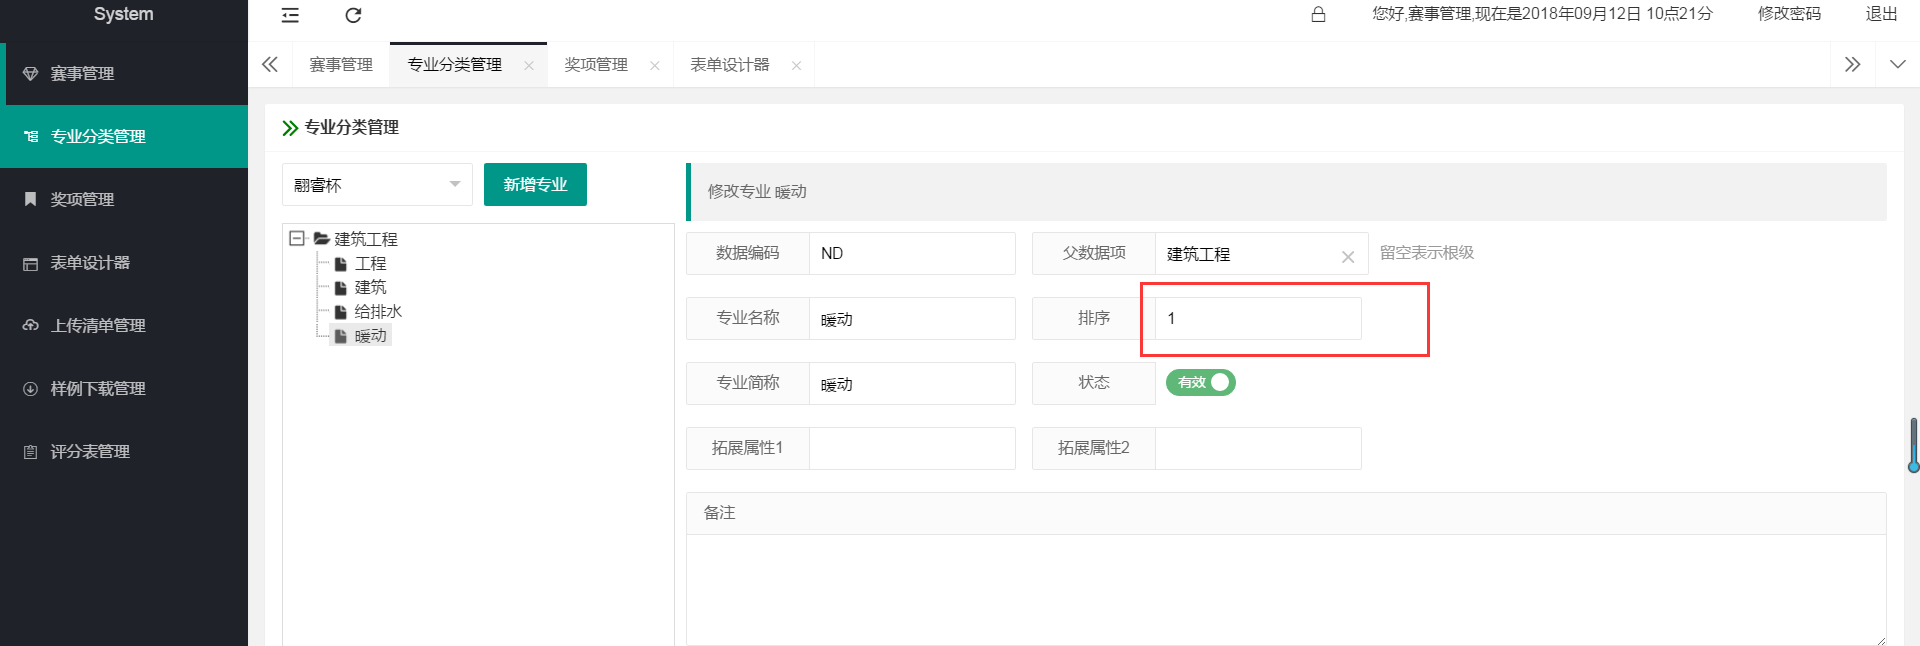 System
您好,赛事管理,现在是2018年09月12日 10点21分
修改密码
退出
赛事管理
专业分类管理
奖项管理
表单设计器
赛事管理
专业分类管理
奖项管理
表单设计器
上传清单管理
样例下载管理
评分表管理
专业分类管理
翮睿杯
新增专业
建筑工程
工程
建筑
给排水
暖动
修改专业 暖动
数据编码
ND
父数据项
建筑工程
留空表示根级
专业名称
暖动
排序
1
专业简称
暖动
状态
有效
拓展属性1
拓展属性2
备注